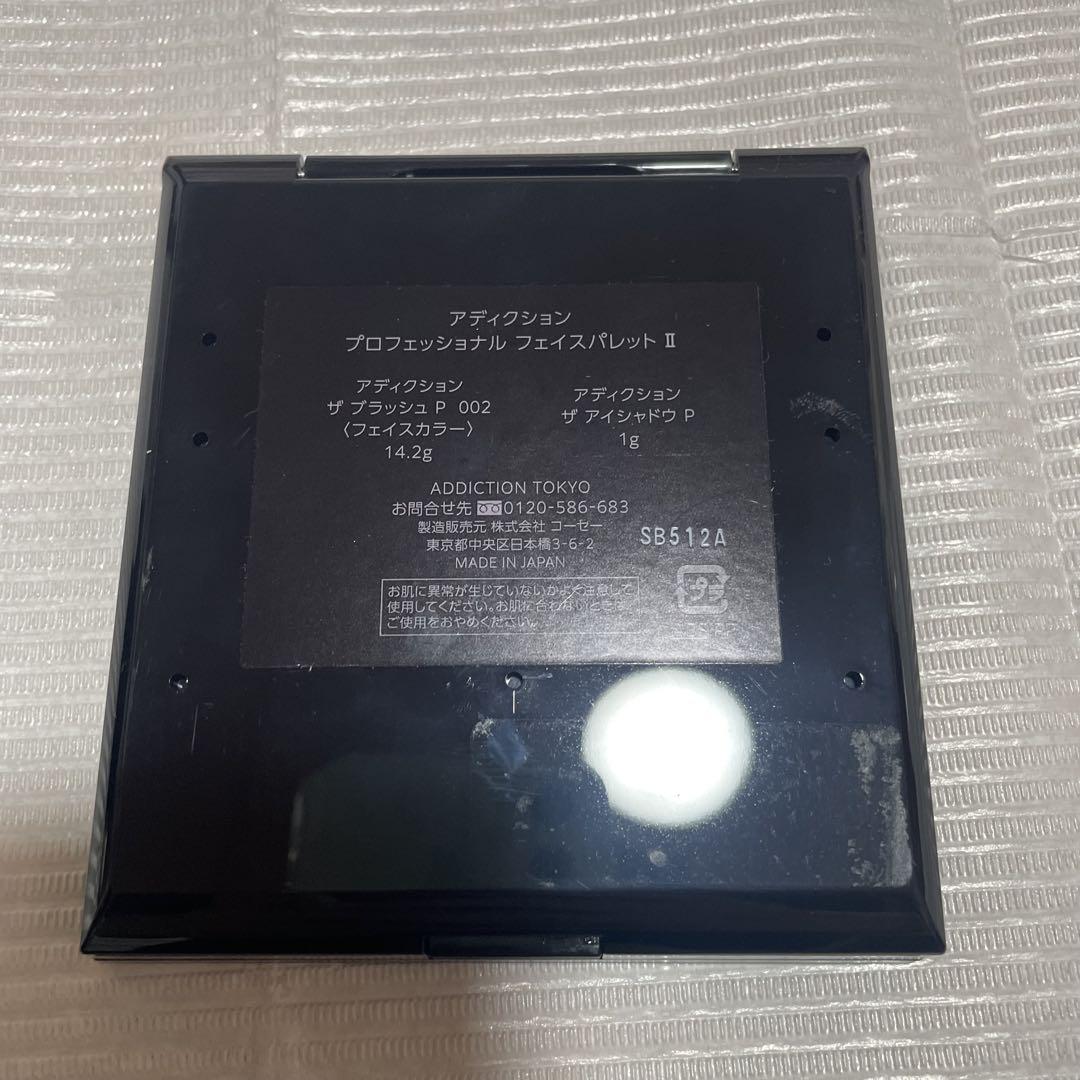 アディクション
プロフェッショナル フェイスパレット Ⅱ
アディクション
ザ ブラッシュ P 002
〈フェイスカラー〉
14.2g
アディクション
ザ アイシャドウ P
1g
ADDICTION TOKYO
お問合せ先 0120-586-683
製造販売元 株式会社 コーセー
東京都中央区日本橋3-6-2
MADE IN JAPAN
SB512A
お肌に異常が生じていないかよく注意して
使用してください。お肌に合わないときは、
ご使用をおやめください。
プラ